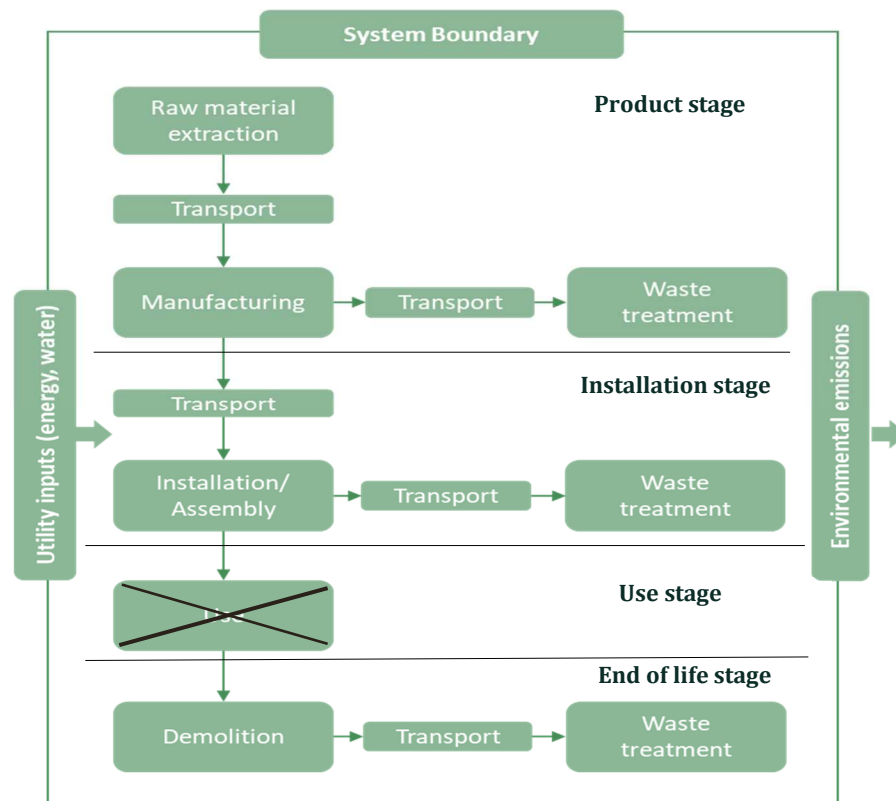 System Boundary
Product stage
Raw material
extraction
Transport
Manufacturing
Transport
Waste
treatment
Installation stage
Transport
Installation/
Assembly
Transport
Waste
treatment
Use stage
Use
End of life stage
Demolition
Transport
Waste
treatment
Utility inputs (energy, water)
Environmental emissions